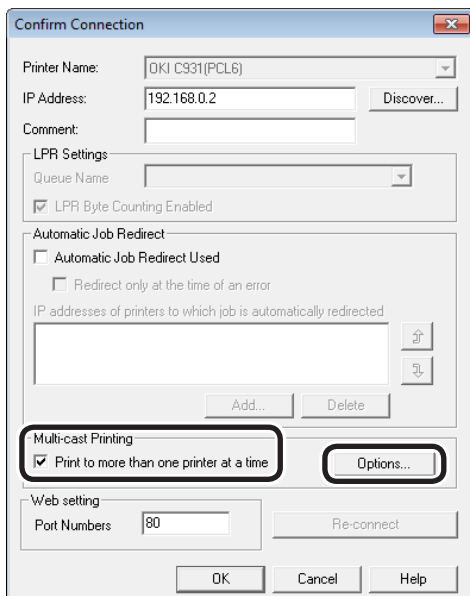 Confirm Connection
Printer Name: OKI C931(PCL6)
IP Address: 192.168.0.2 Discover...
Comment:
LPR Settings
Queue Name
LPR Byte Counting Enabled
Automatic Job Redirect
Automatic Job Redirect Used
Redirect only at the time of an error
IP addresses of printers to which job is automatically redirected
Add... Delete
Multi-cast Printing
Print to more than one printer at a time Options...
Web setting
Port Numbers 80 Re-connect
OK Cancel Help